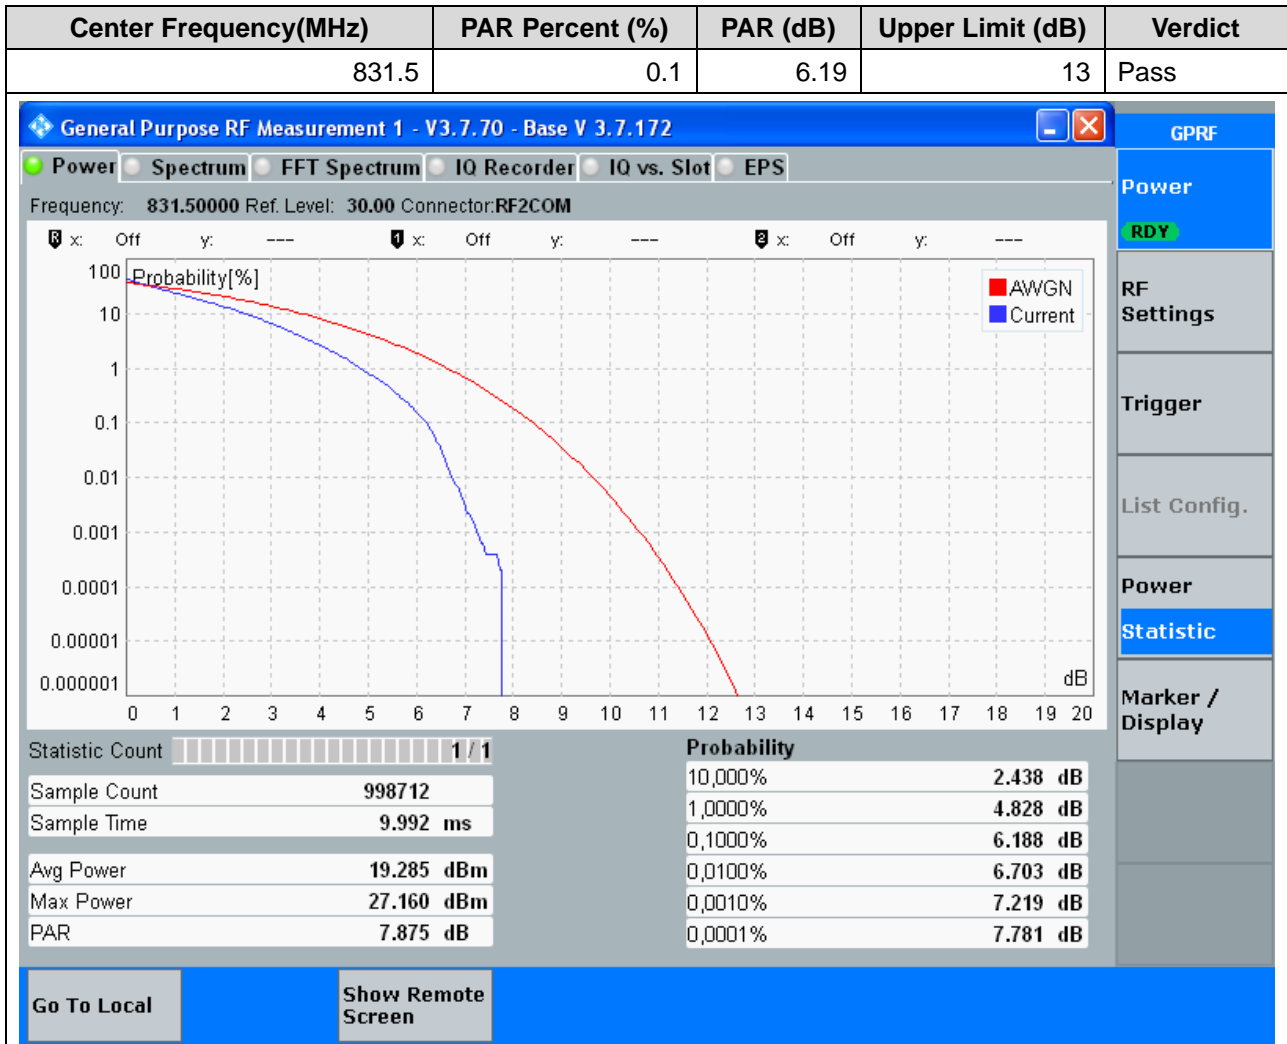 Center Frequency(MHz) PAR Percent (%) PAR (dB) Upper Limit (dB) Verdict
831.5 0.1 6.19 13 Pass
General Purpose RF Measurement 1 - V3.7.70 - Base V 3.7.172
GPRF
Power Spectrum FFT Spectrum IQ Recorder IQ vs. Slot EPS
Power
RDY
Frequency: 831.50000 Ref. Level: 30.00 Connector:RF2COM
R x: Off y: --- 1 x: Off y: --- 2 x: Off y: ---
100 Probability[%]
AWGN
Current
10
1
0.1
0.01
0.001
0.0001
0.00001
0.000001
dB
0 1 2 3 4 5 6 7 8 9 10 11 12 13 14 15 16 17 18 19 20
RF
Settings
Trigger
List Config.
Power
Statistic
Marker /
Display
Statistic Count 1 / 1
Sample Count 998712
Sample Time 9.992 ms
Avg Power 19.285 dBm
Max Power 27.160 dBm
PAR 7.875 dB
Probability
10,000% 2.438 dB
1,0000% 4.828 dB
0,1000% 6.188 dB
0,0100% 6.703 dB
0,0010% 7.219 dB
0,0001% 7.781 dB
Go To Local
Show Remote
Screen